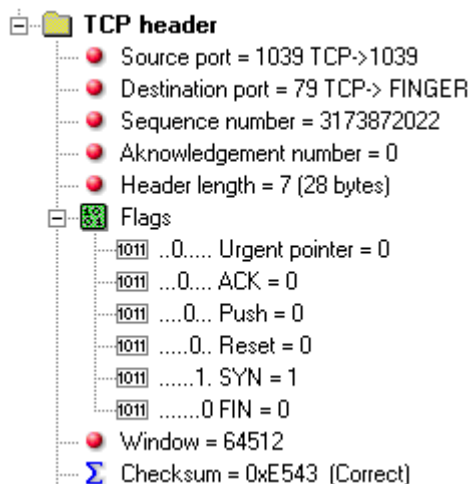 TCP header
Source port = 1039 TCP->1039
Destination port = 79 TCP-> FINGER
Sequence number = 3173872022
Aknowledgement number = 0
Header length = 7 (28 bytes)
Flags
1011 ..0..... Urgent pointer = 0
1011 ...0.... ACK = 0
1011 ....0... Push = 0
1011 .....0.. Reset = 0
1011 ......1. SYN = 1
1011 .......0 FIN = 0
Window = 64512
Σ Checksum = 0xE543 (Correct)